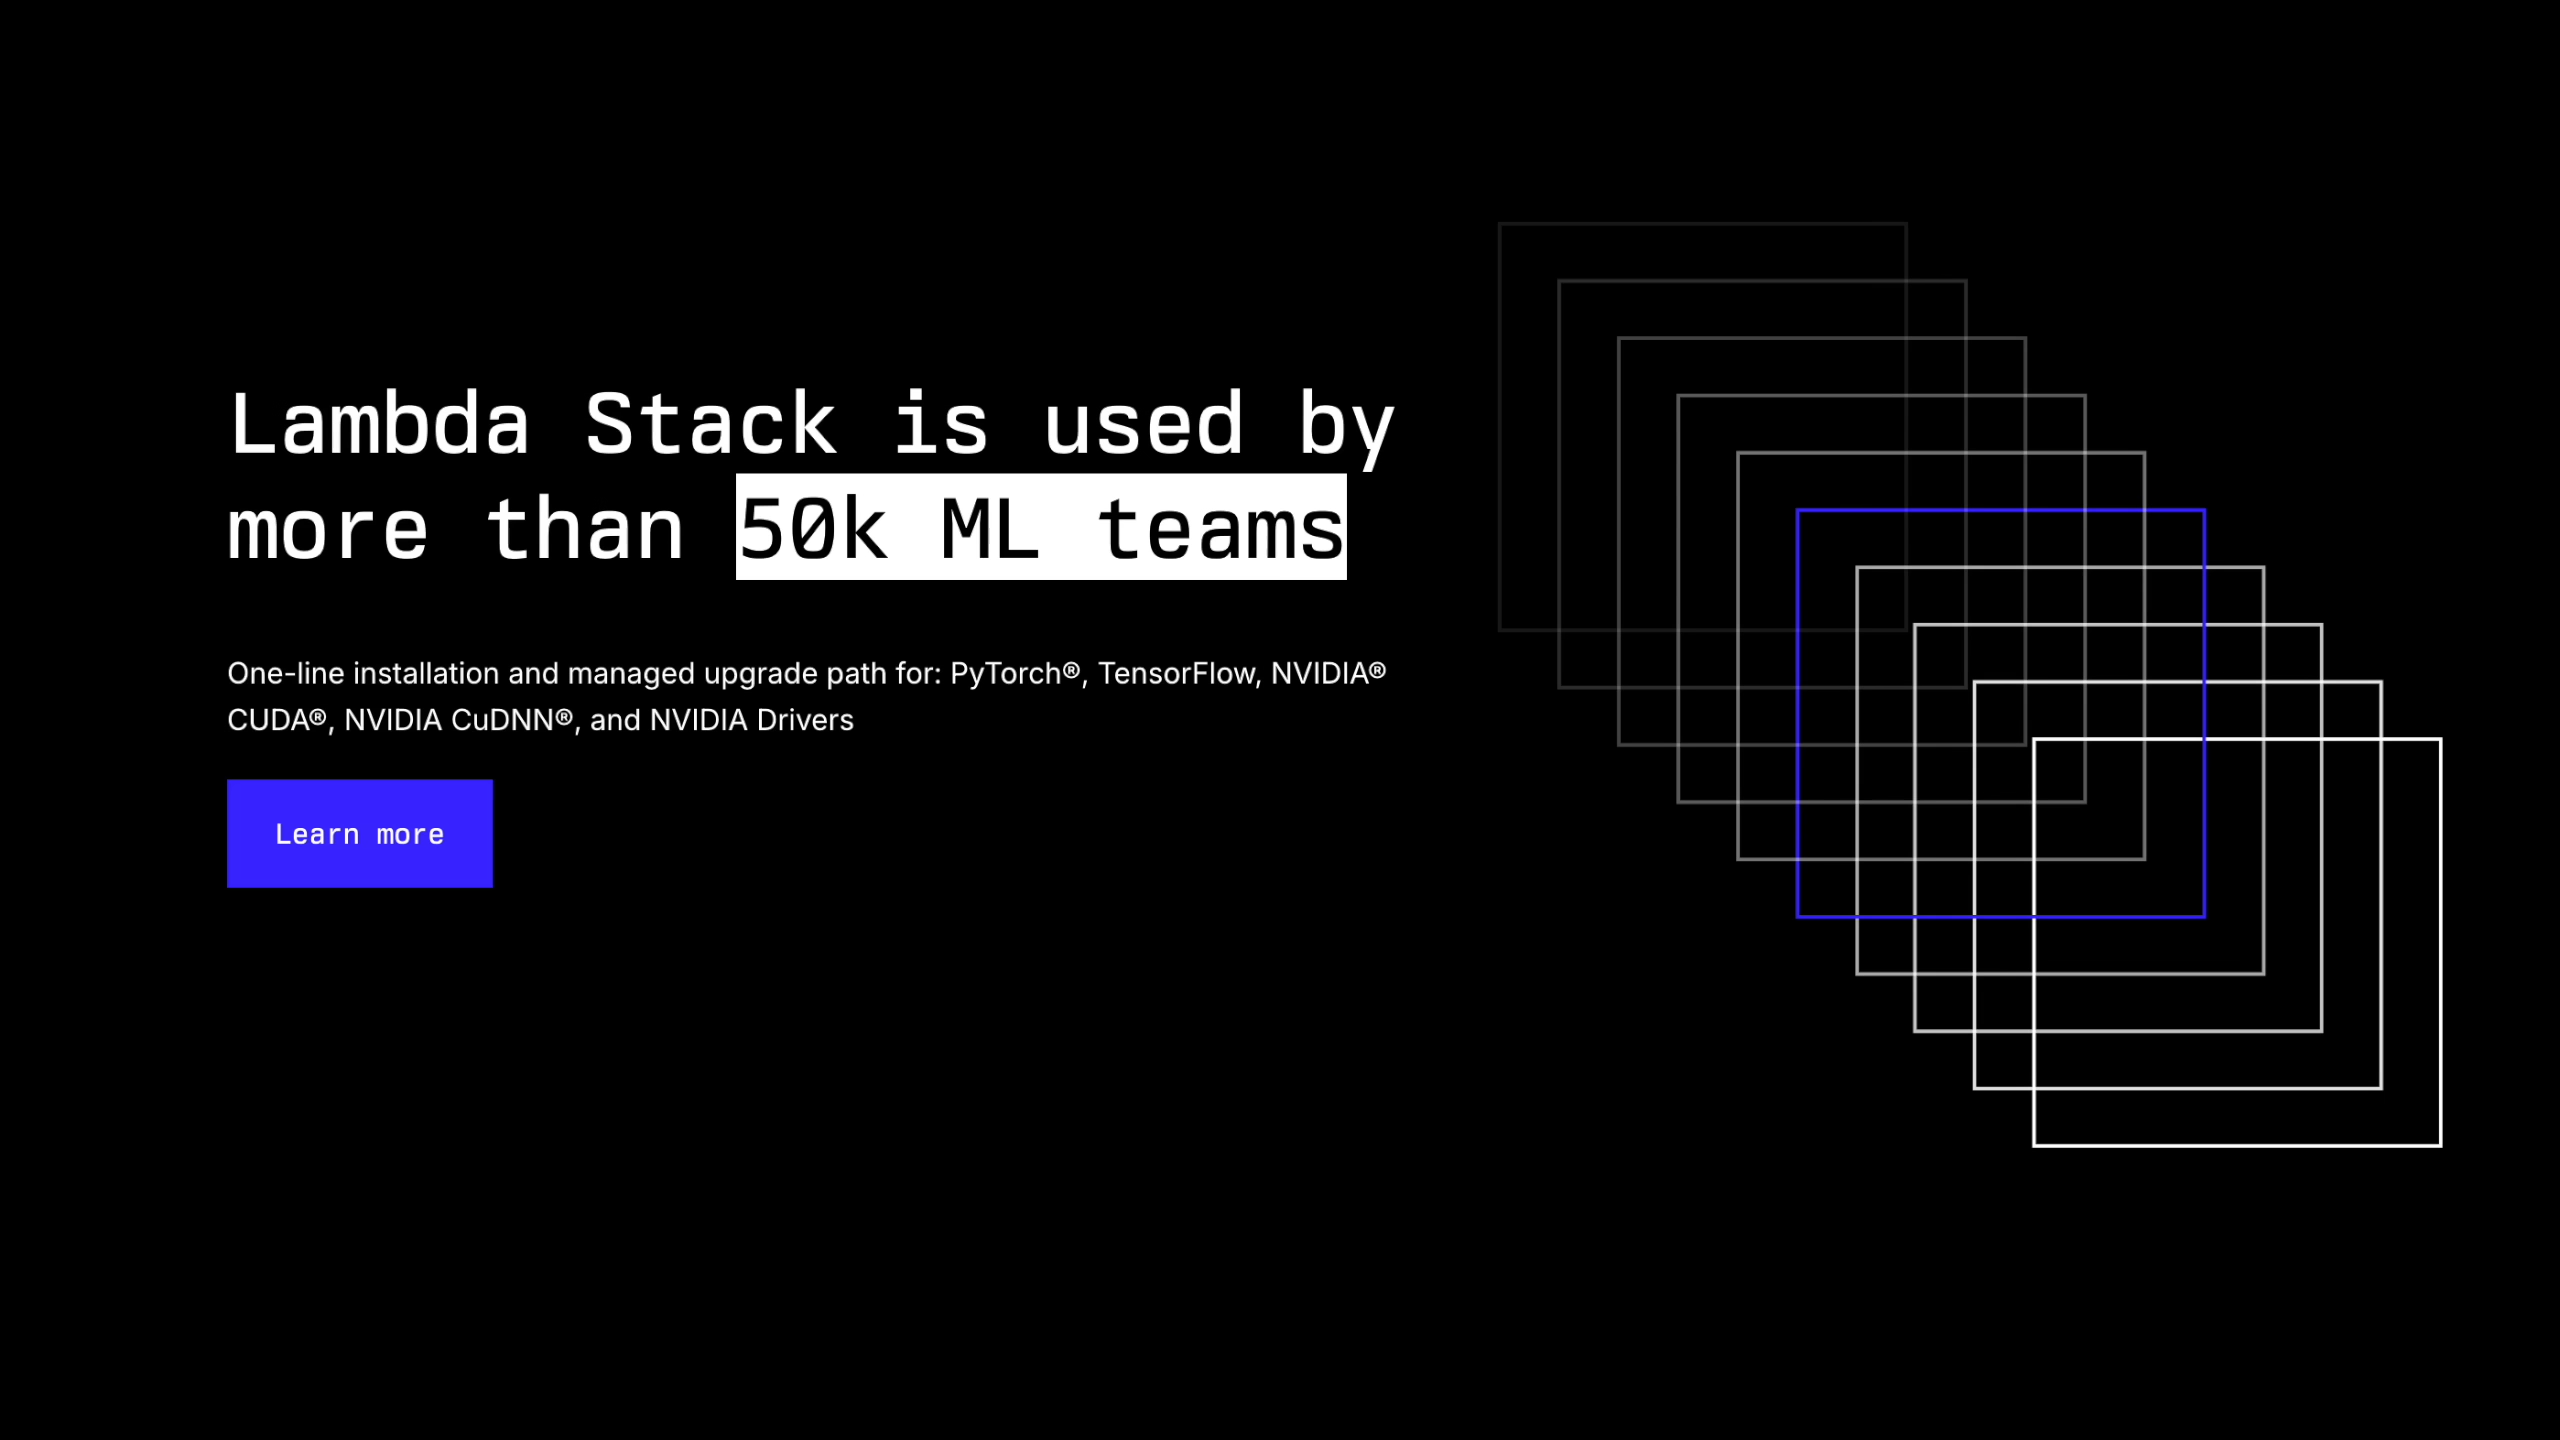 Lambda Stack is used by
more than 50k ML teams
One-line installation and managed upgrade path for: PyTorch®, TensorFlow, NVIDIA®
CUDA®, NVIDIA CuDNN®, and NVIDIA Drivers
Learn more